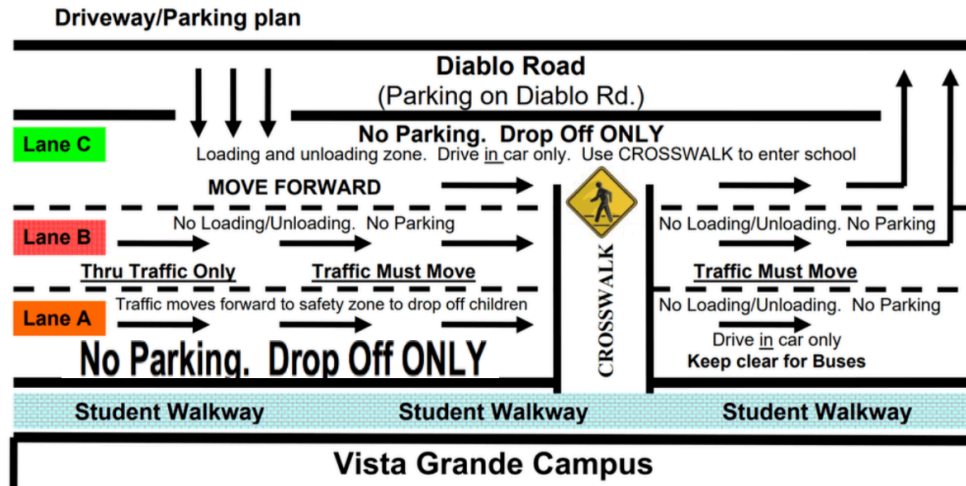 Driveway/Parking plan
Diablo Road
(Parking on Diablo Rd.)
No Parking. Drop Off ONLY
Lane C
Loading and unloading zone. Drive in car only. Use CROSSWALK to enter school
MOVE FORWARD
No Loading/Unloading. No Parking
No Loading/Unloading. No Parking
Lane B
Thru Traffic Only
Traffic Must Move
Traffic Must Move
CROSSWALK
Lane A
Traffic moves forward to safety zone to drop off children
No Loading/Unloading. No Parking
Drive in car only
Keep clear for Buses
No Parking. Drop Off ONLY
Student Walkway
Student Walkway
Student Walkway
Vista Grande Campus